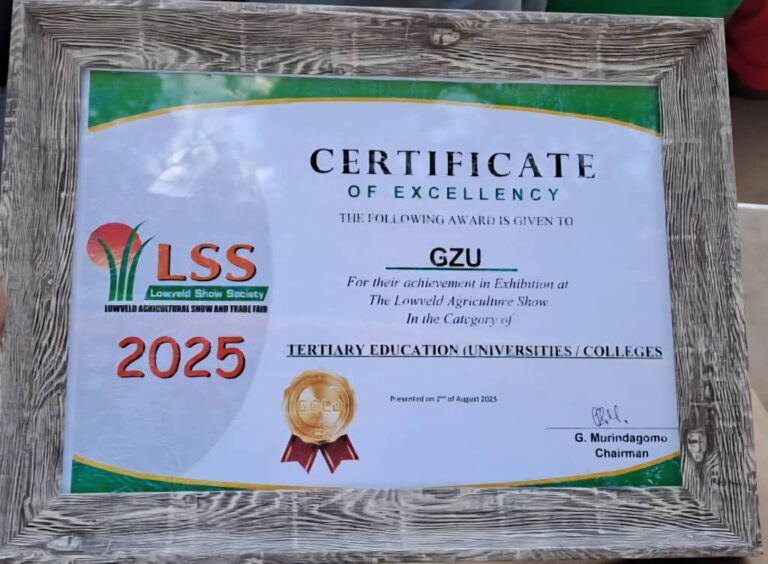 CERTIFICATE
OF EXCELLENCY
THE FOLLOWING AWARD IS GIVEN TO
GZU
For their achievement in Exhibition at
The Lowveld Agriculture Show
In the Category of
TERTIARY EDUCATION (UNIVERSITIES / COLLEGES
LSS
Lowveld Show Society
LOWVELD AGRICULTURAL SHOW AND TRADE FAIR
2025
GOLD
Presented on 2nd of August 2025
G. Murindagomo
Chairman